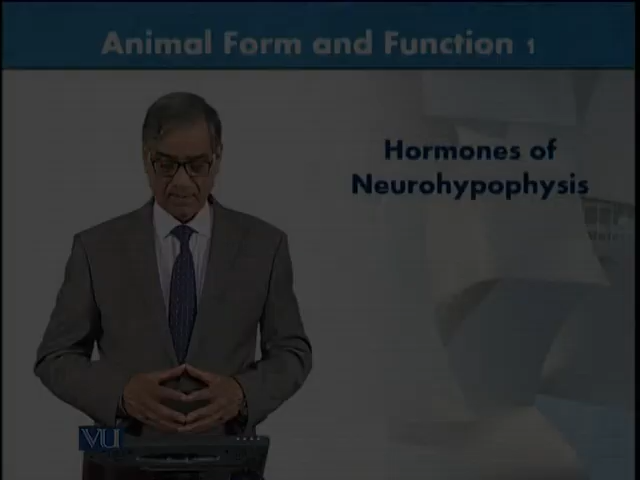 Animal Form and Function 1
Hormones of
Neurohypophysis
VU